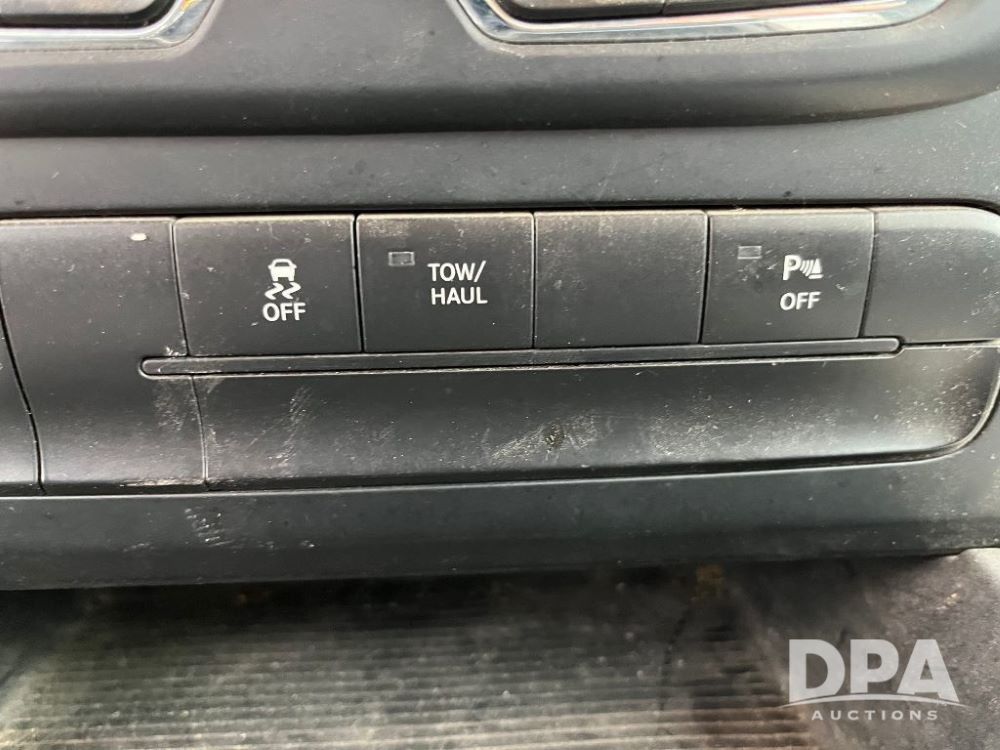 OFF
TOW/
HAUL
P
OFF
DPA
AUCTIONS